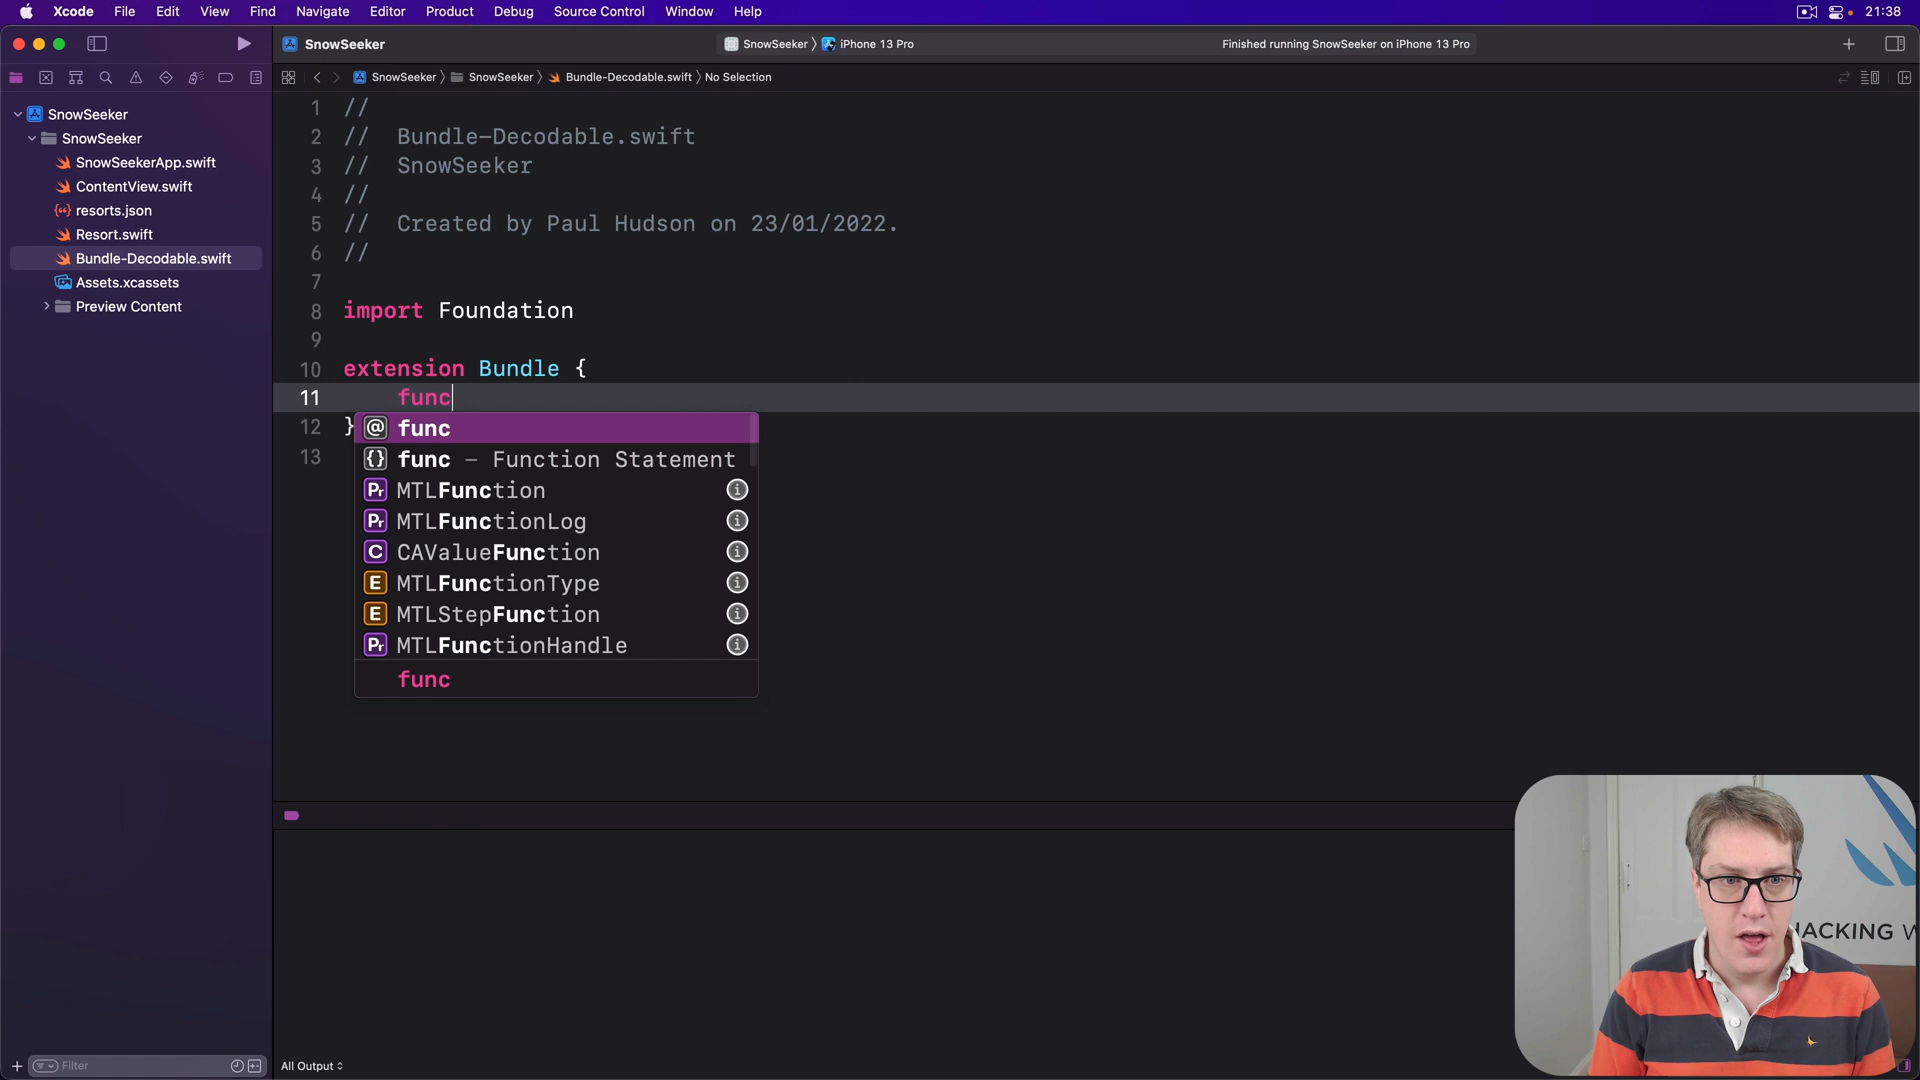 Xcode File Edit View Find Navigate Editor Product Debug Source Control Window Help 21:38
SnowSeeker SnowSeeker iPhone 13 Pro Finished running SnowSeeker on iPhone 13 Pro
SnowSeeker SnowSeeker Bundle-Decodable.swift No Selection
SnowSeeker
SnowSeeker
SnowSeekerApp.swift
ContentView.swift
resorts.json
Resort.swift
Bundle-Decodable.swift
Assets.xcassets
Preview Content
1 //
2 // Bundle-Decodable.swift
3 // SnowSeeker
4 //
5 // Created by Paul Hudson on 23/01/2022.
6 //
7
8 import Foundation
9
10 extension Bundle {
11 func
12 }
13
@ func
{} func – Function Statement
Pr MTLFunction
Pr MTLFunctionLog
C CAValueFunction
E MTLFunctionType
E MTLStepFunction
Pr MTLFunctionHandle
func
HACKING W
Filter
All Output